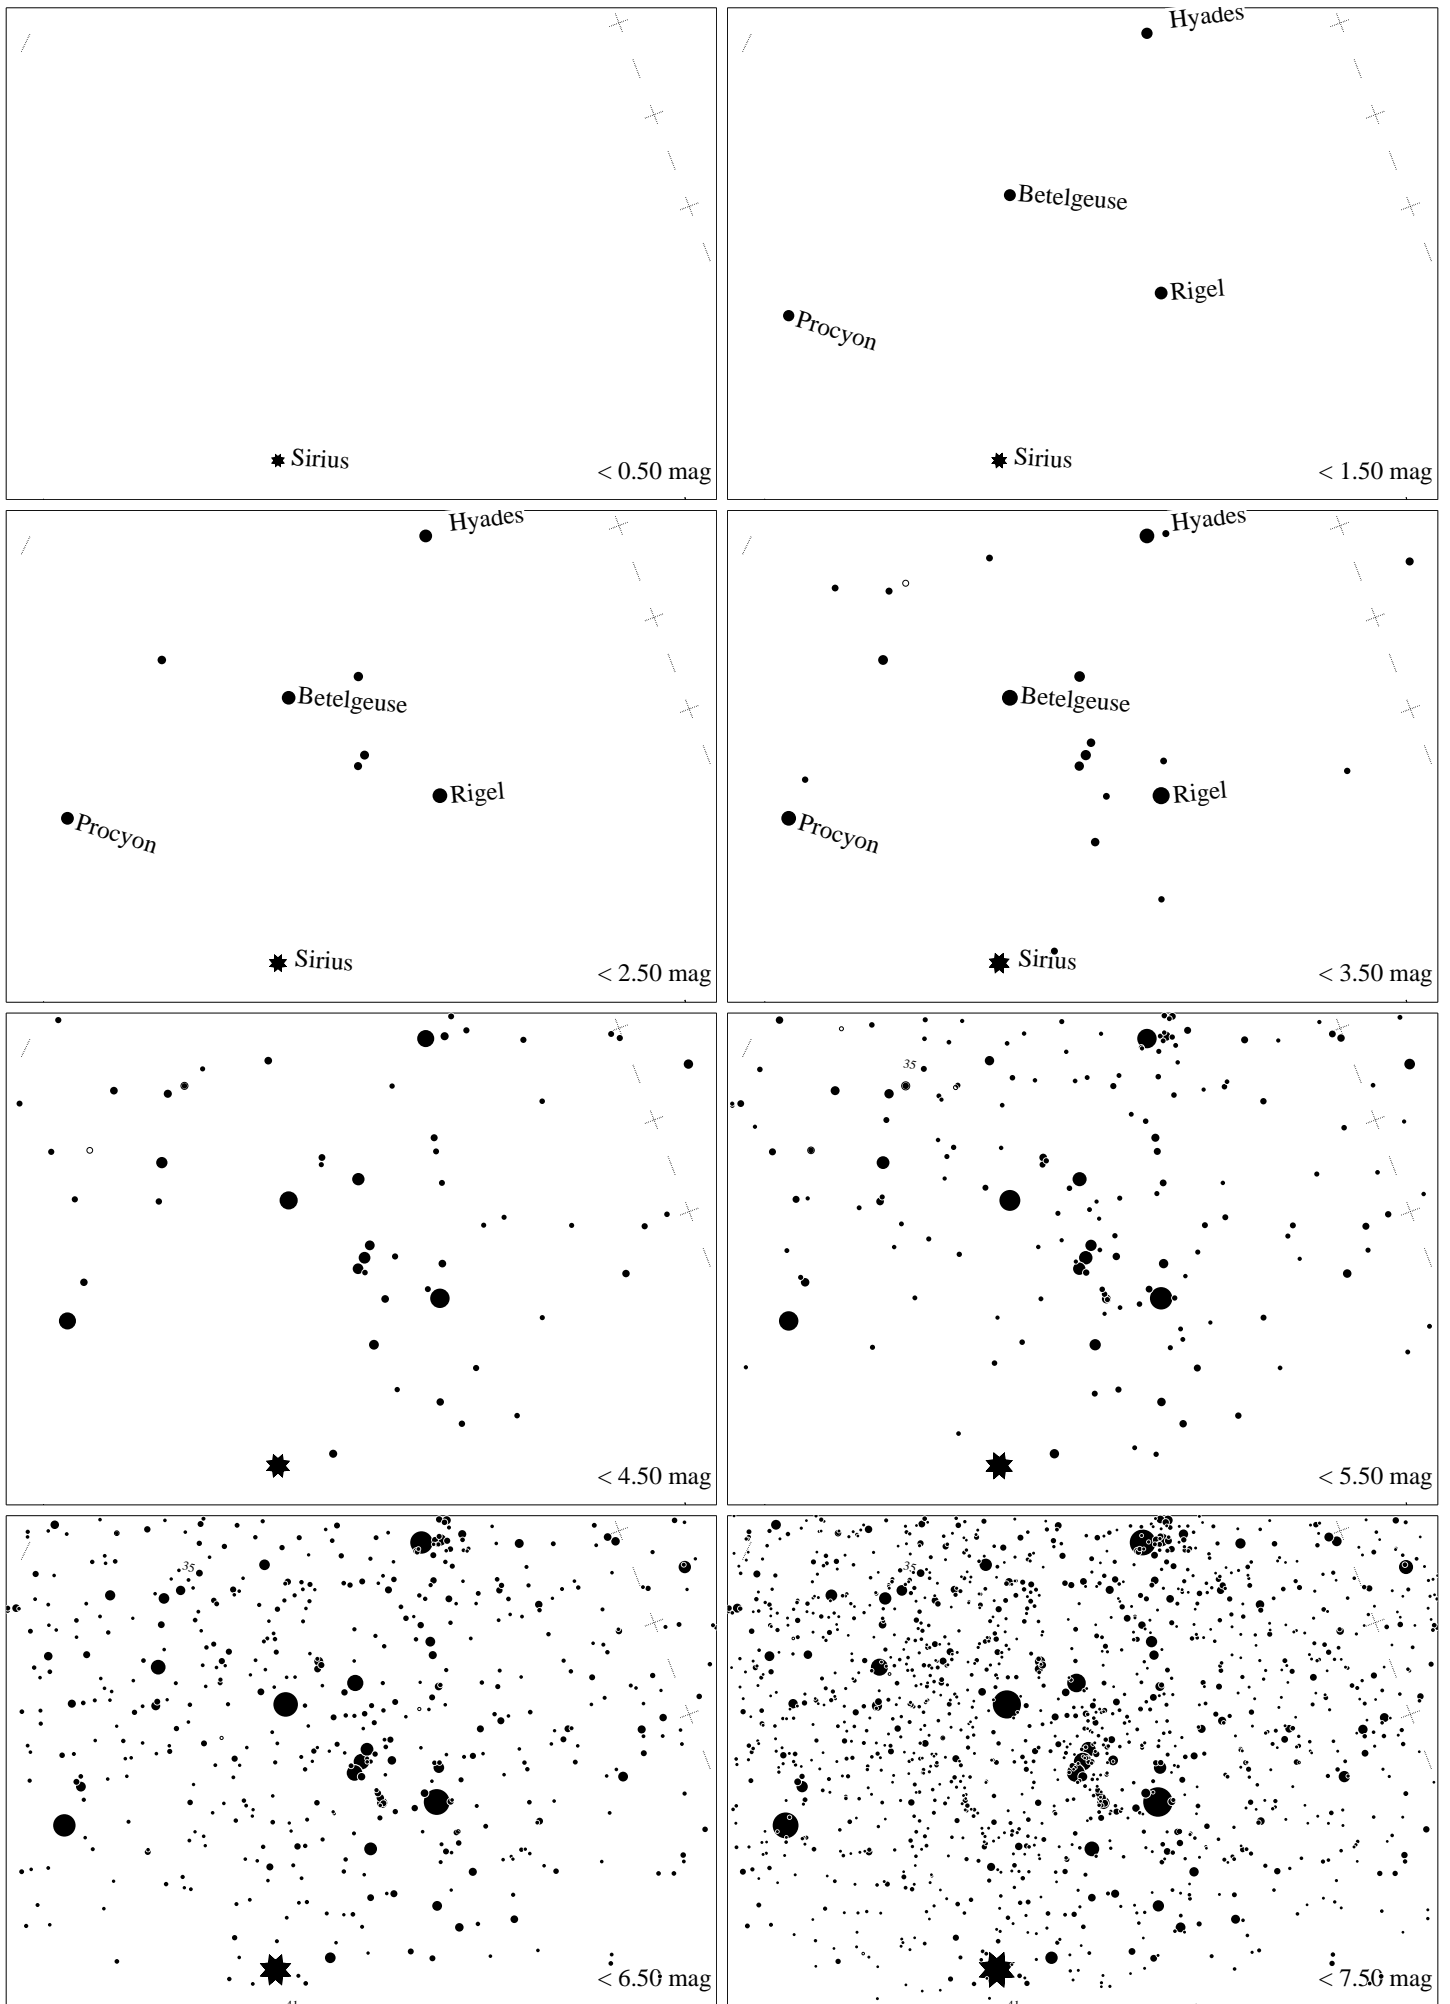 Sirius
< 0.50 mag
Hyades
Betelgeuse
Rigel
Procyon
Sirius
< 1.50 mag
Hyades
Betelgeuse
Rigel
Procyon
Sirius
< 2.50 mag
Hyades
Betelgeuse
Rigel
Procyon
Sirius
< 3.50 mag
< 4.50 mag
35
< 5.50 mag
35
< 6.50 mag
35
< 7.50 mag